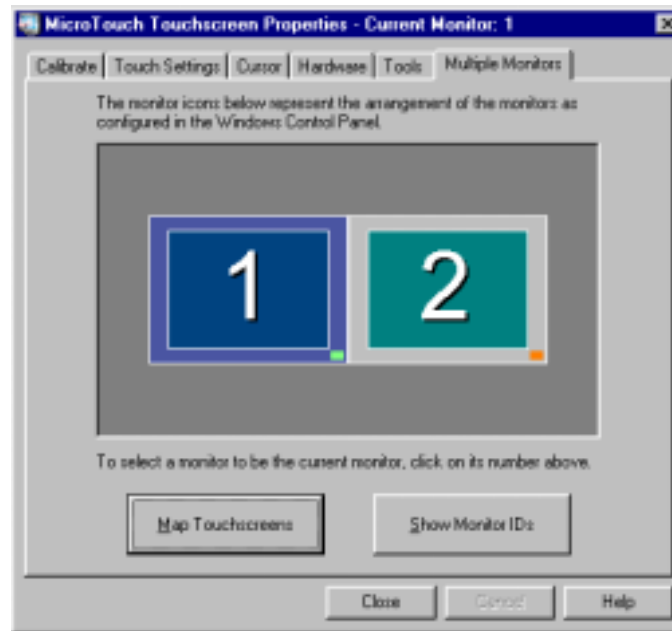 MicroTouch Touchscreen Properties - Current Monitor: 1
Calibrate Touch Settings Cursor Hardware Tools Multiple Monitors
The monitor icons below represent the arrangement of the monitors as
configured in the Windows Control Panel.
1 2
To select a monitor to be the current monitor, click on its number above.
Map Touchscreens Show Monitor IDs
Close Cancel Help